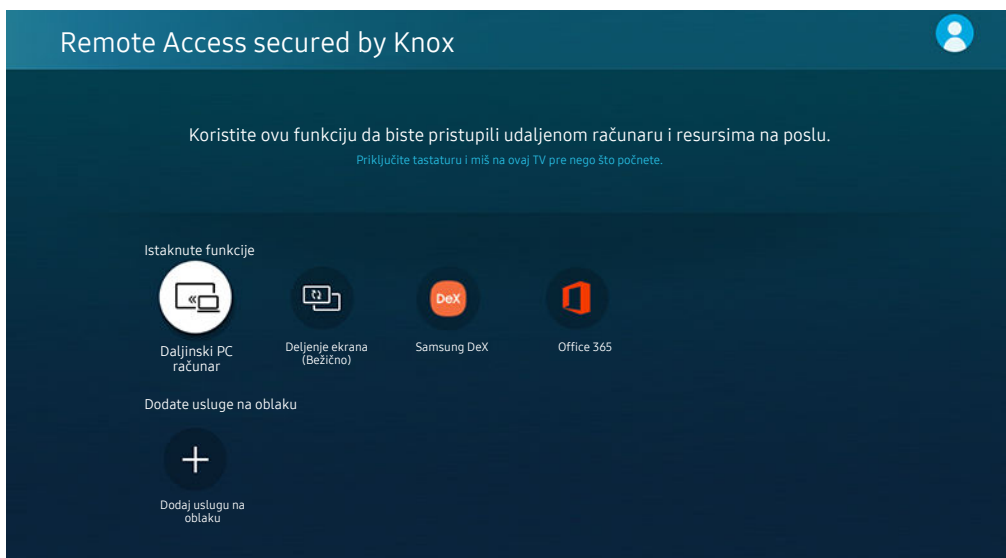 Remote Access secured by Knox
Koristite ovu funkciju da biste pristupili udaljenom računaru i resursima na poslu.
Priključite tastaturu i miš na ovaj TV pre nego što počnete.
Istaknute funkcije
DeX
Daljinski PC
računar
Deljenje ekrana
(Bežično)
Samsung DeX
Office 365
Dodate usluge na oblaku
Dodaj uslugu na
oblaku